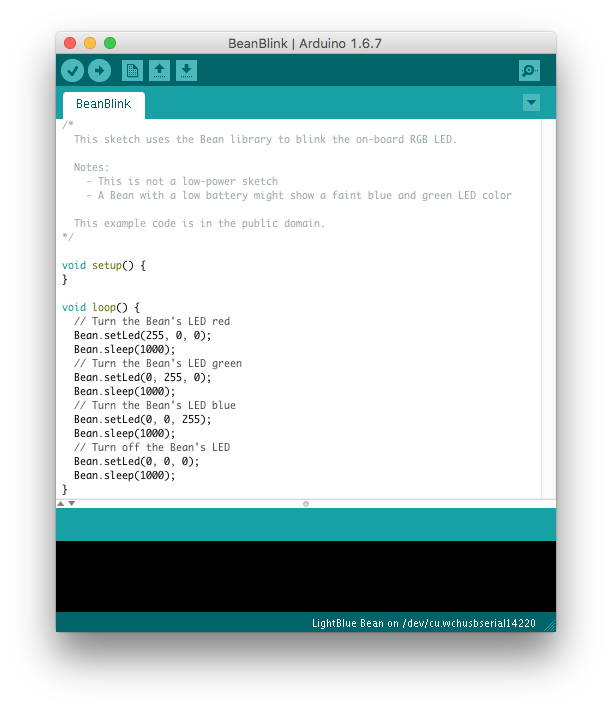 BeanBlink | Arduino 1.6.7
BeanBlink
/*
  This sketch uses the Bean library to blink the on-board RGB LED.

  Notes:
    - This is not a low-power sketch
    - A Bean with a low battery might show a faint blue and green LED color

  This example code is in the public domain.
*/

void setup() {
}

void loop() {
  // Turn the Bean's LED red
  Bean.setLed(255, 0, 0);
  Bean.sleep(1000);
  // Turn the Bean's LED green
  Bean.setLed(0, 255, 0);
  Bean.sleep(1000);
  // Turn the Bean's LED blue
  Bean.setLed(0, 0, 255);
  Bean.sleep(1000);
  // Turn off the Bean's LED
  Bean.setLed(0, 0, 0);
  Bean.sleep(1000);
}
LightBlue Bean on /dev/cu.wchusbserial14220